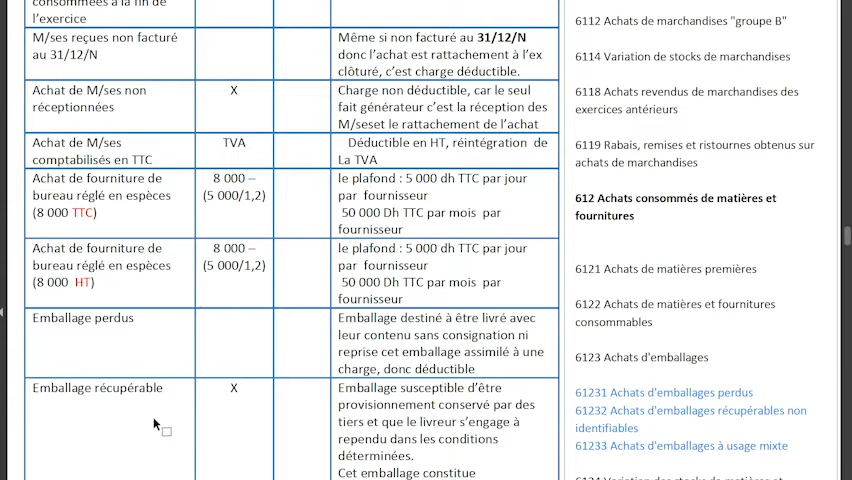 consommées à la fin de
l'exercice
M/ses reçues non facturé
au 31/12/N
Même si non facturé au 31/12/N
donc l'achat est rattachement à l'ex
clôturé, c'est charge déductible.
Achat de M/ses non
réceptionnées
X
Charge non déductible, car le seul
fait générateur c'est la réception des
M/seset le rattachement de l'achat
Achat de M/ses
comptabilisés en TTC
TVA
Déductible en HT, réintégration de
La TVA
Achat de fourniture de
bureau réglé en espèces
(8 000 TTC)
8 000 –
(5 000/1,2)
le plafond : 5 000 dh TTC par jour
par fournisseur
50 000 Dh TTC par mois par
fournisseur
Achat de fourniture de
bureau réglé en espèces
(8 000 HT)
8 000 –
(5 000/1,2)
le plafond : 5 000 dh TTC par jour
par fournisseur
50 000 Dh TTC par mois par
fournisseur
Emballage perdus
Emballage destiné à être livré avec
leur contenu sans consignation ni
reprise cet emballage assimilé à une
charge, donc déductible
Emballage récupérable
X
Emballage susceptible d'être
provisionnement conservé par des
tiers et que le livreur s'engage à
rependu dans les conditions
déterminées.
Cet emballage constitue
6112 Achats de marchandises "groupe B"
6114 Variation de stocks de marchandises
6118 Achats revendus de marchandises des
exercices antérieurs
6119 Rabais, remises et ristournes obtenus sur
achats de marchandises
612 Achats consommés de matières et
fournitures
6121 Achats de matières premières
6122 Achats de matières et fournitures
consommables
6123 Achats d'emballages
61231 Achats d'emballages perdus
61232 Achats d'emballages récupérables non
identifiables
61233 Achats d'emballages à usage mixte
6124 Variation des stocks de matières et